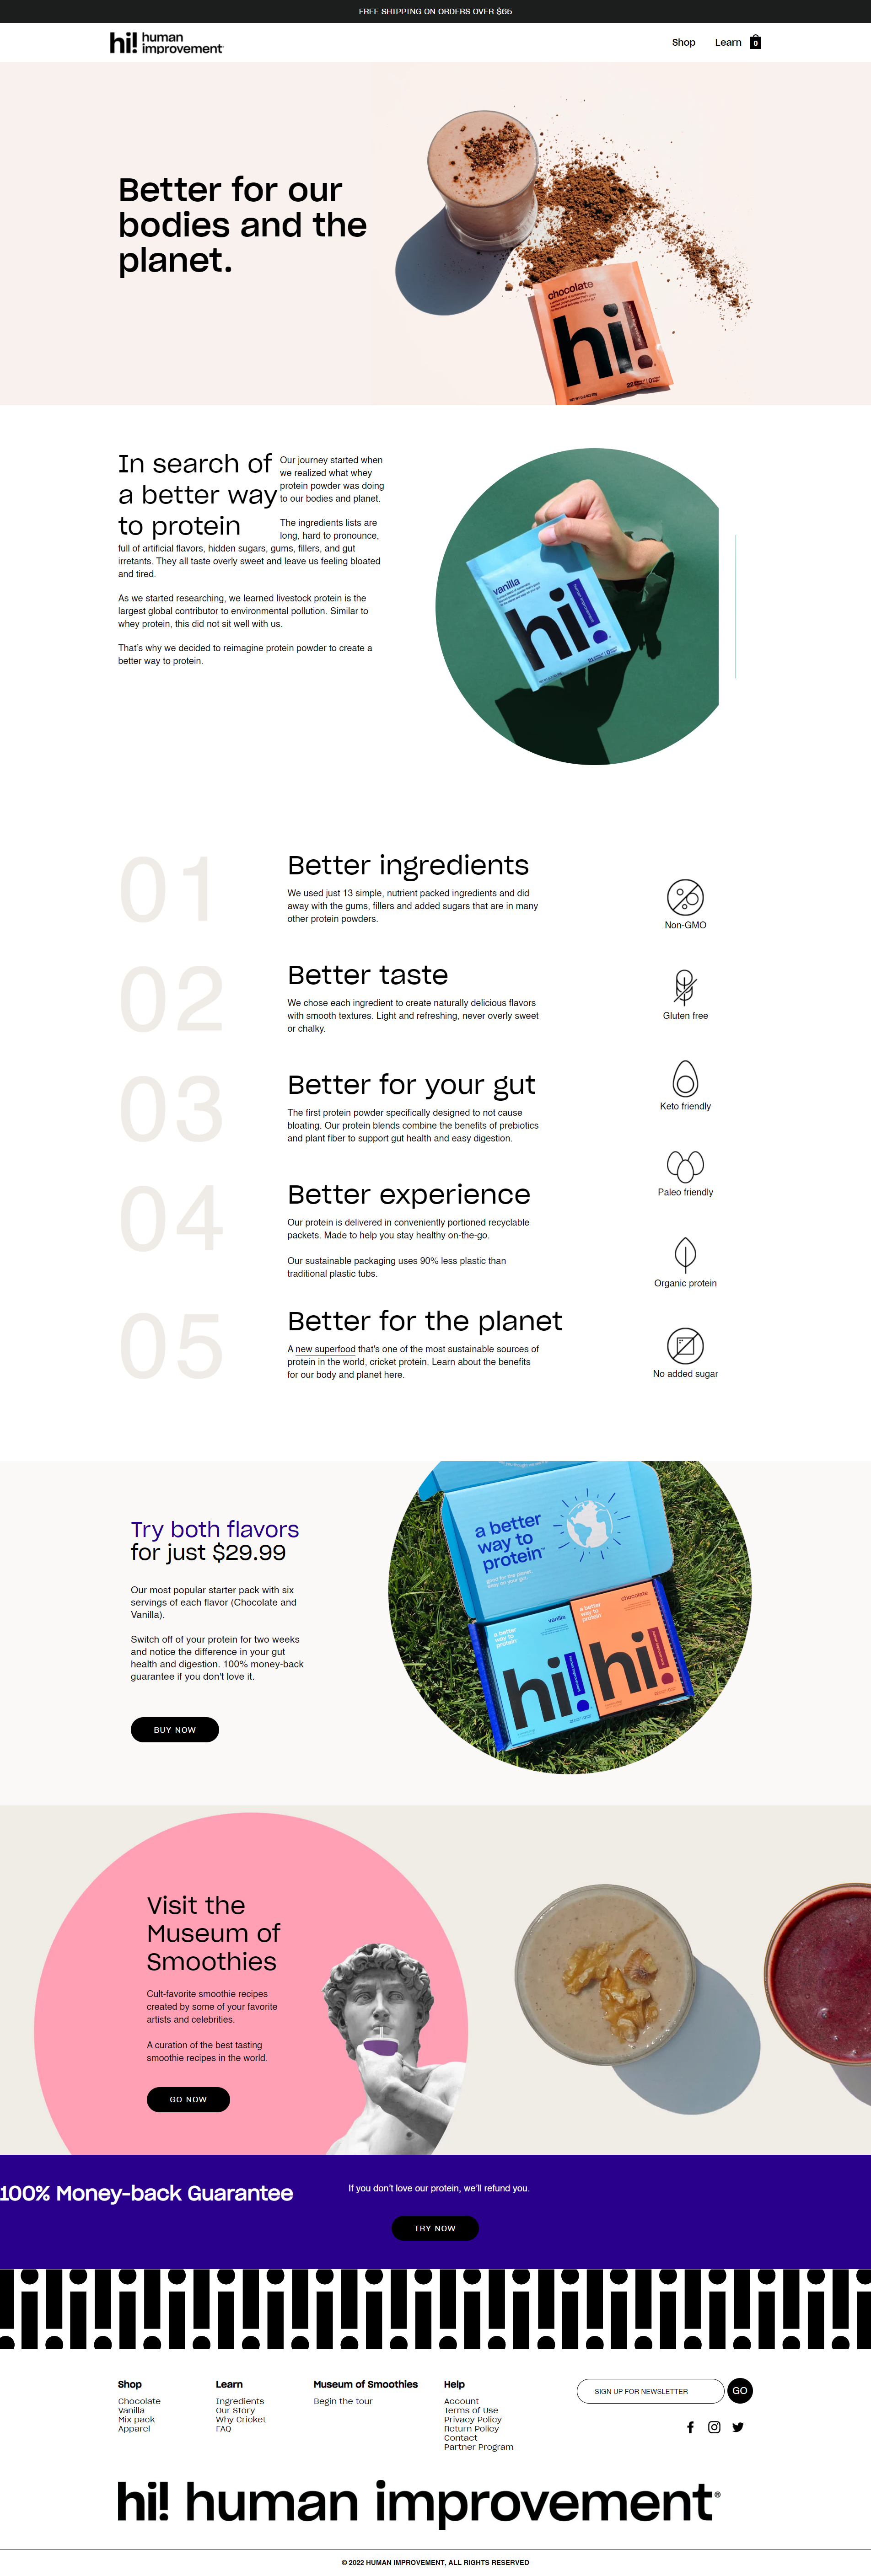 FREE SHIPPING ON ORDERS OVER $65
hi! human
improvement
Shop
Learn
0
Better for our
bodies and the
planet.
chocolate
hi!
In search of
a better way
to protein
Our journey started when
we realized what whey
protein powder was doing
to our bodies and planet.
The ingredients lists are
long, hard to pronounce,
full of artificial flavors, hidden sugars, gums, fillers, and gut
irretants. They all taste overly sweet and leave us feeling bloated
and tired.
As we started researching, we learned livestock protein is the
largest global contributor to environmental pollution. Similar to
whey protein, this did not sit well with us.
That's why we decided to reimagine protein powder to create a
better way to protein.
vanilla
hi!
01
Better ingredients
We used just 13 simple, nutrient packed ingredients and did
away with the gums, fillers and added sugars that are in many
other protein powders.
02
Better taste
We chose each ingredient to create naturally delicious flavors
with smooth textures. Light and refreshing, never overly sweet
or chalky.
03
Better for your gut
The first protein powder specifically designed to not cause
bloating. Our protein blends combine the benefits of prebiotics
and plant fiber to support gut health and easy digestion.
04
Better experience
Our protein is delivered in conveniently portioned recyclable
packets. Made to help you stay healthy on-the-go.
Our sustainable packaging uses 90% less plastic than
traditional plastic tubs.
05
Better for the planet
A new superfood that's one of the most sustainable sources of
protein in the world, cricket protein. Learn about the benefits
for our body and planet here.
Non-GMO
Gluten free
Keto friendly
Paleo friendly
Organic protein
No added sugar
Try both flavors
for just $29.99
Our most popular starter pack with six
servings of each flavor (Chocolate and
Vanilla).
Switch off of your protein for two weeks
and notice the difference in your gut
health and digestion. 100% money-back
guarantee if you don't love it.
BUY NOW
a better
way to
protein™
good for the planet,
easy on your gut.
a better
way to
protein
vanilla
hi!
a better
way to
protein
chocolate
hi!
Visit the
Museum of
Smoothies
Cult-favorite smoothie recipes
created by some of your favorite
artists and celebrities.
A curation of the best tasting
smoothie recipes in the world.
GO NOW
100% Money-back Guarantee
If you don't love our protein, we'll refund you.
TRY NOW
Shop
Chocolate
Vanilla
Mix pack
Apparel
Learn
Ingredients
Our Story
Why Cricket
FAQ
Museum of Smoothies
Begin the tour
Help
Account
Terms of Use
Privacy Policy
Return Policy
Contact
Partner Program
SIGN UP FOR NEWSLETTER
GO
hi! human improvement®
© 2022 HUMAN IMPROVEMENT, ALL RIGHTS RESERVED